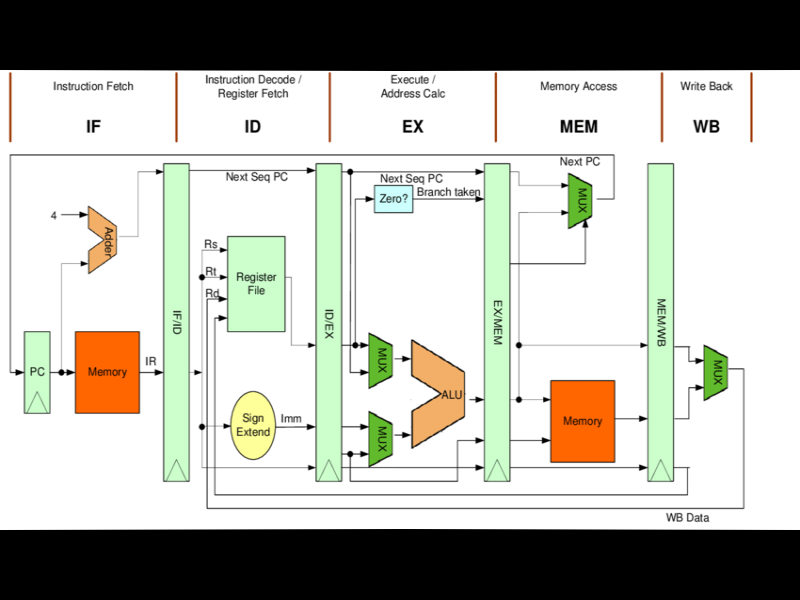 Instruction Fetch
IF
Instruction Decode /
Register Fetch
ID
Execute /
Address Calc
EX
Memory Access
MEM
Write Back
WB
Next PC
Next Seq PC
Next Seq PC
Branch taken
Zero?
MUX
4
Adder
Rs
Rt
Rd
Register
File
IF/ID
ID/EX
EX/MEM
MEM/WB
PC
Memory
IR
MUX
ALU
MUX
Sign
Extend
Imm
MUX
Memory
WB Data